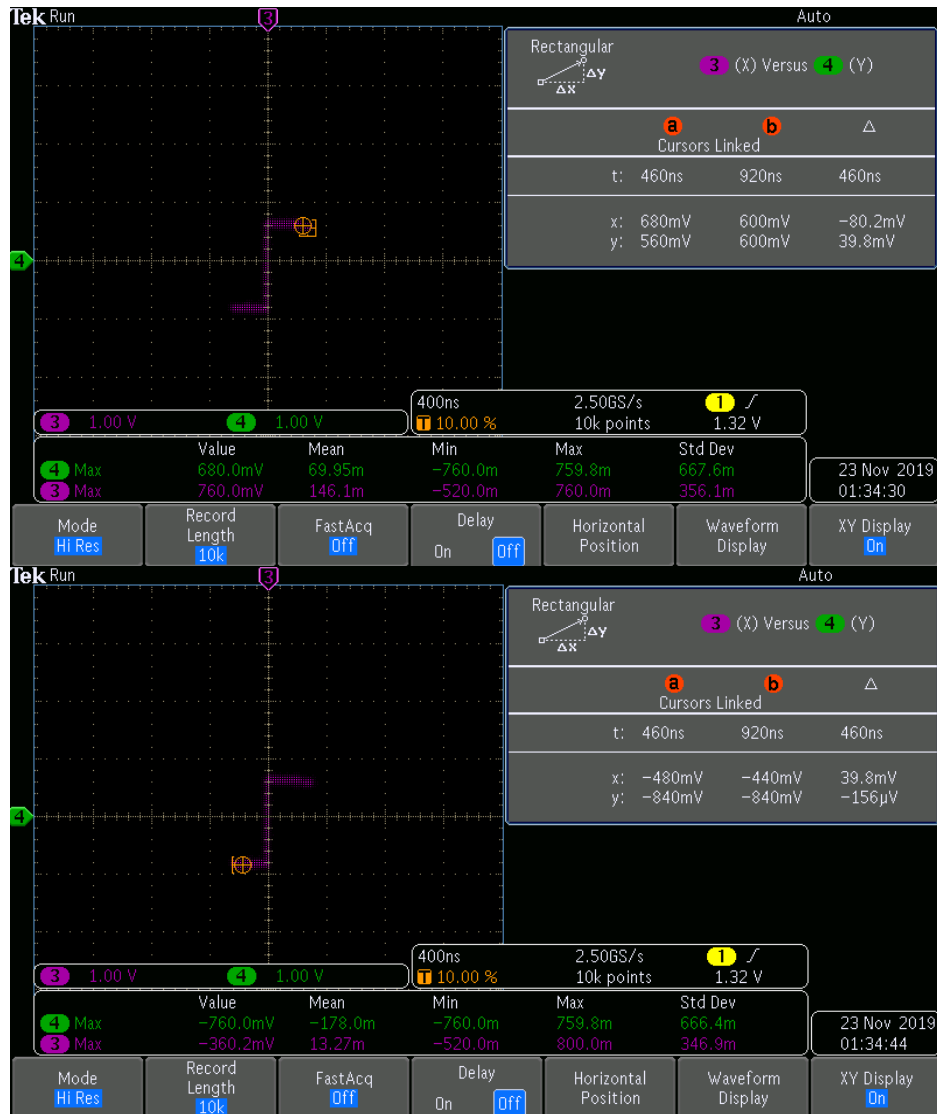 Tek Run
3
Auto
Rectangular
Δy
Δx
3 (X) Versus 4 (Y)
a b Δ
Cursors Linked
t: 460ns 920ns 460ns
x: 680mV 600mV −80.2mV
y: 560mV 600mV 39.8mV
4
3 1.00 V 4 1.00 V
400ns 2.50GS/s 1
T 10.00 % 10k points 1.32 V
Value Mean Min Max Std Dev
4 Max 680.0mV 69.95m −760.0m 759.8m 667.6m
3 Max 760.0mV 146.1m −520.0m 760.0m 356.1m
23 Nov 2019
01:34:30
Mode Record Length FastAcq Delay Horizontal Position Waveform Display XY Display
Hi Res 10k Off On Off On
Tek Run
3
Auto
Rectangular
Δy
Δx
3 (X) Versus 4 (Y)
a b Δ
Cursors Linked
t: 460ns 920ns 460ns
x: −480mV −440mV 39.8mV
y: −840mV −840mV −156µV
4
3 1.00 V 4 1.00 V
400ns 2.50GS/s 1
T 10.00 % 10k points 1.32 V
Value Mean Min Max Std Dev
4 Max −760.0mV −178.0m −760.0m 759.8m 666.4m
3 Max −360.2mV 13.27m −520.0m 800.0m 346.9m
23 Nov 2019
01:34:44
Mode Record Length FastAcq Delay Horizontal Position Waveform Display XY Display
Hi Res 10k Off On Off On